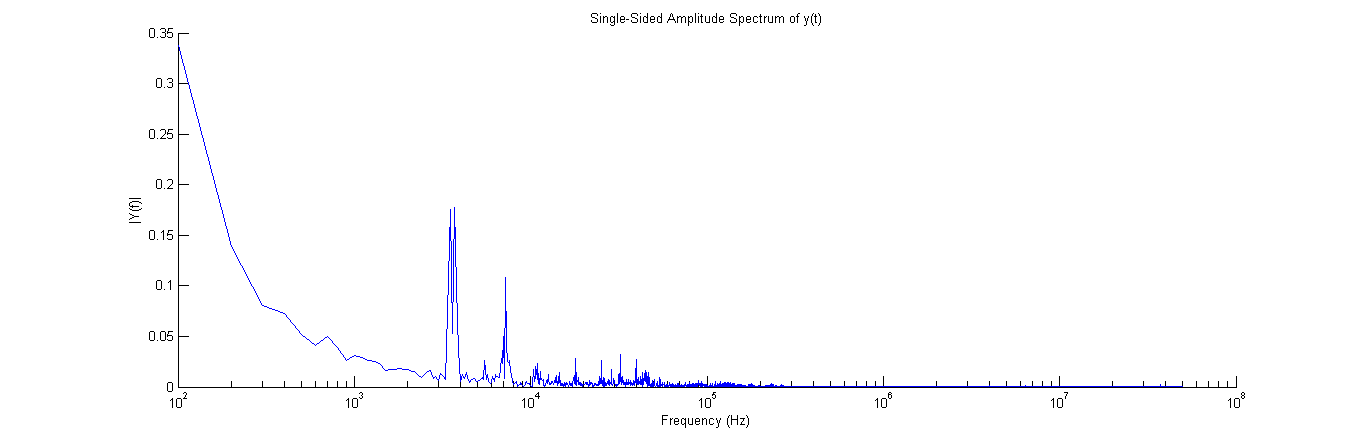 Single-Sided Amplitude Spectrum of y(t)
0.35
0.3
0.25
0.2
0.15
0.1
0.05
0
|Y(f)|
10^2 10^3 10^4 10^5 10^6 10^7 10^8
Frequency (Hz)